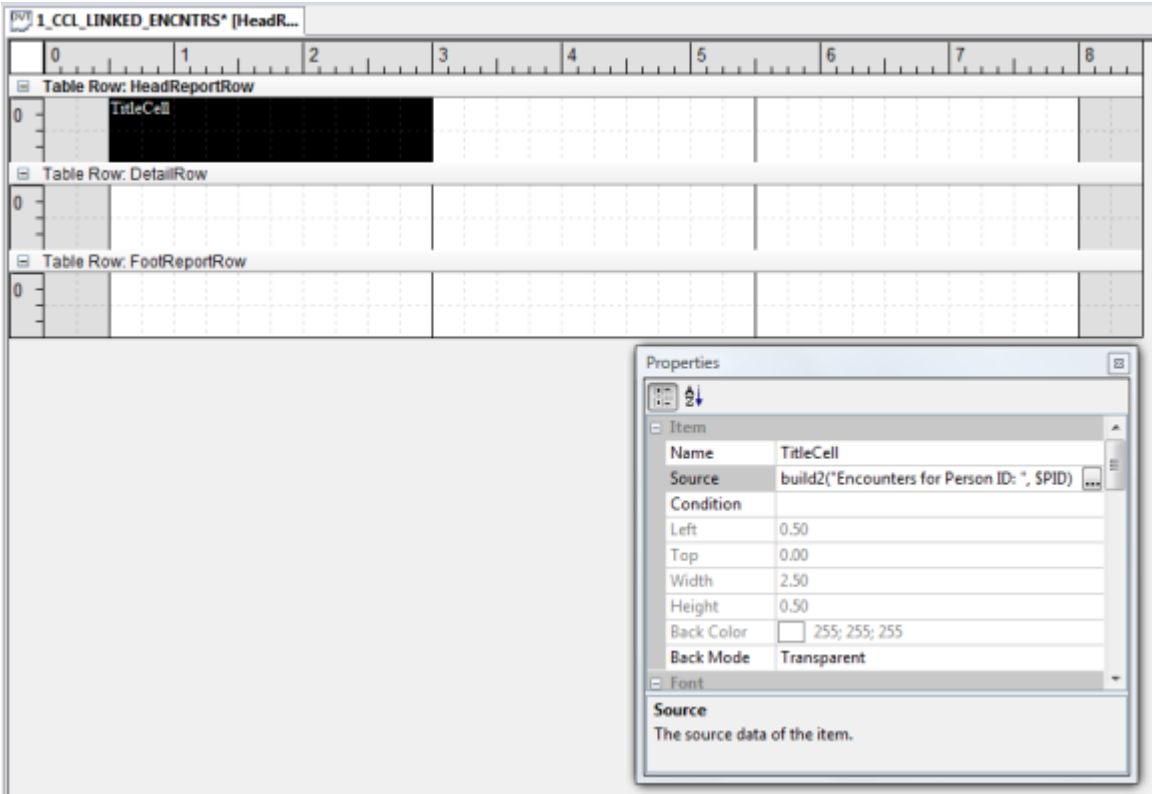 1_CCL_LINKED_ENCNTRS* [HeadR...
0 1 2 3 4 5 6 7 8
Table Row: HeadReportRow
0
TitleCell
Table Row: DetailRow
0
Table Row: FootReportRow
0
Properties
Item
Name TitleCell
Source build2("Encounters for Person ID: ", $PID) ...
Condition
Left 0.50
Top 0.00
Width 2.50
Height 0.50
Back Color 255; 255; 255
Back Mode Transparent
Font
Source
The source data of the item.